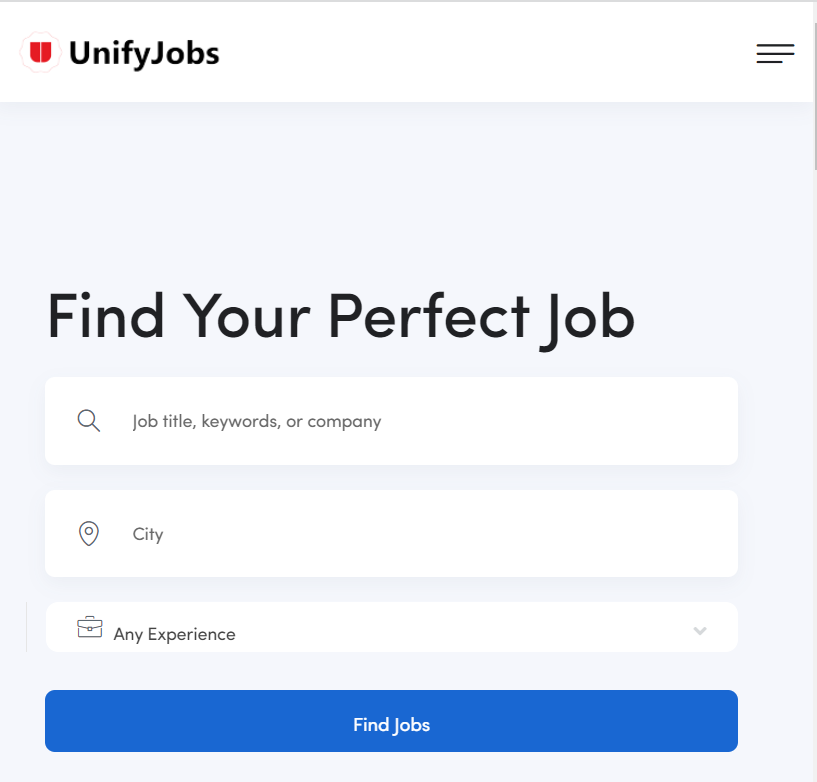 UnifyJobs
Find Your Perfect Job
Job title, keywords, or company
City
Any Experience
Find Jobs